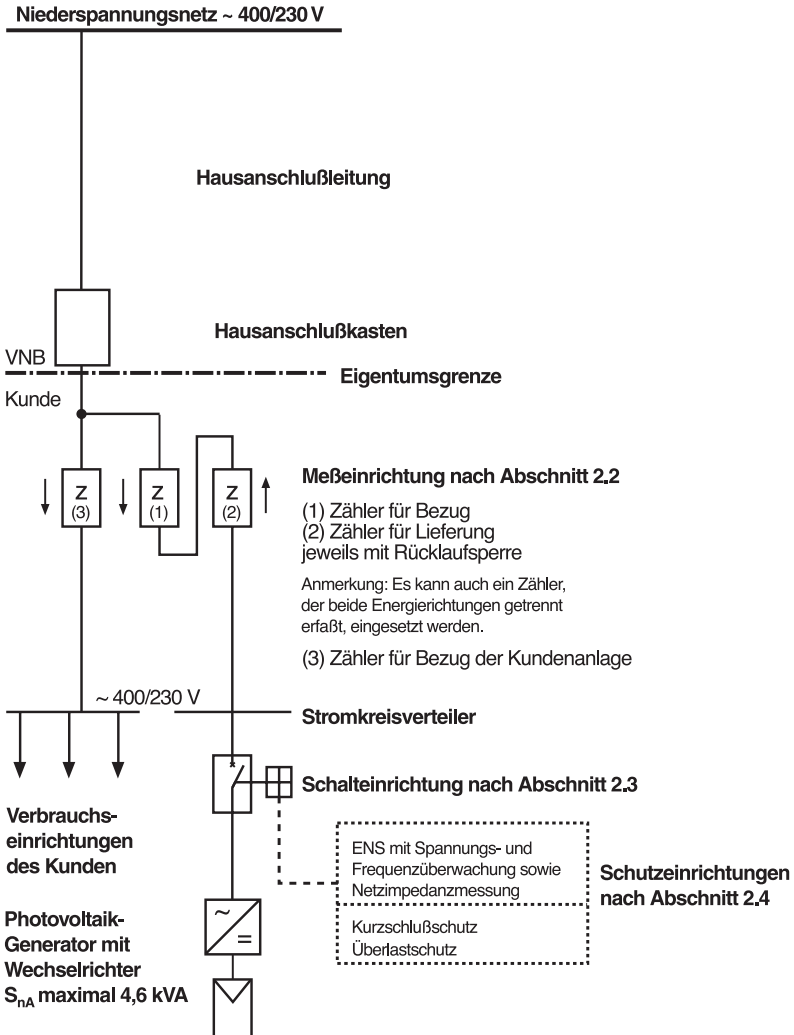 Niederspannungsnetz ~ 400/230 V
Hausanschlußleitung
Hausanschlußkasten
VNB
Eigentumsgrenze
Kunde
Z
(3)
Z
(1)
Z
(2)
Meßeinrichtung nach Abschnitt 2.2
(1) Zähler für Bezug
(2) Zähler für Lieferung
jeweils mit Rücklaufsperre
Anmerkung: Es kann auch ein Zähler,
der beide Energierichtungen getrennt
erfaßt, eingesetzt werden.
(3) Zähler für Bezug der Kundenanlage
~ 400/230 V
Stromkreisverteiler
Schalteinrichtung nach Abschnitt 2.3
Verbrauchs-
einrichtungen
des Kunden
ENS mit Spannungs- und
Frequenzüberwachung sowie
Netzimpedanzmessung
Kurzschlußschutz
Überlastschutz
Schutzeinrichtungen
nach Abschnitt 2.4
Photovoltaik-
Generator mit
Wechselrichter
SnA maximal 4,6 kVA
~
=